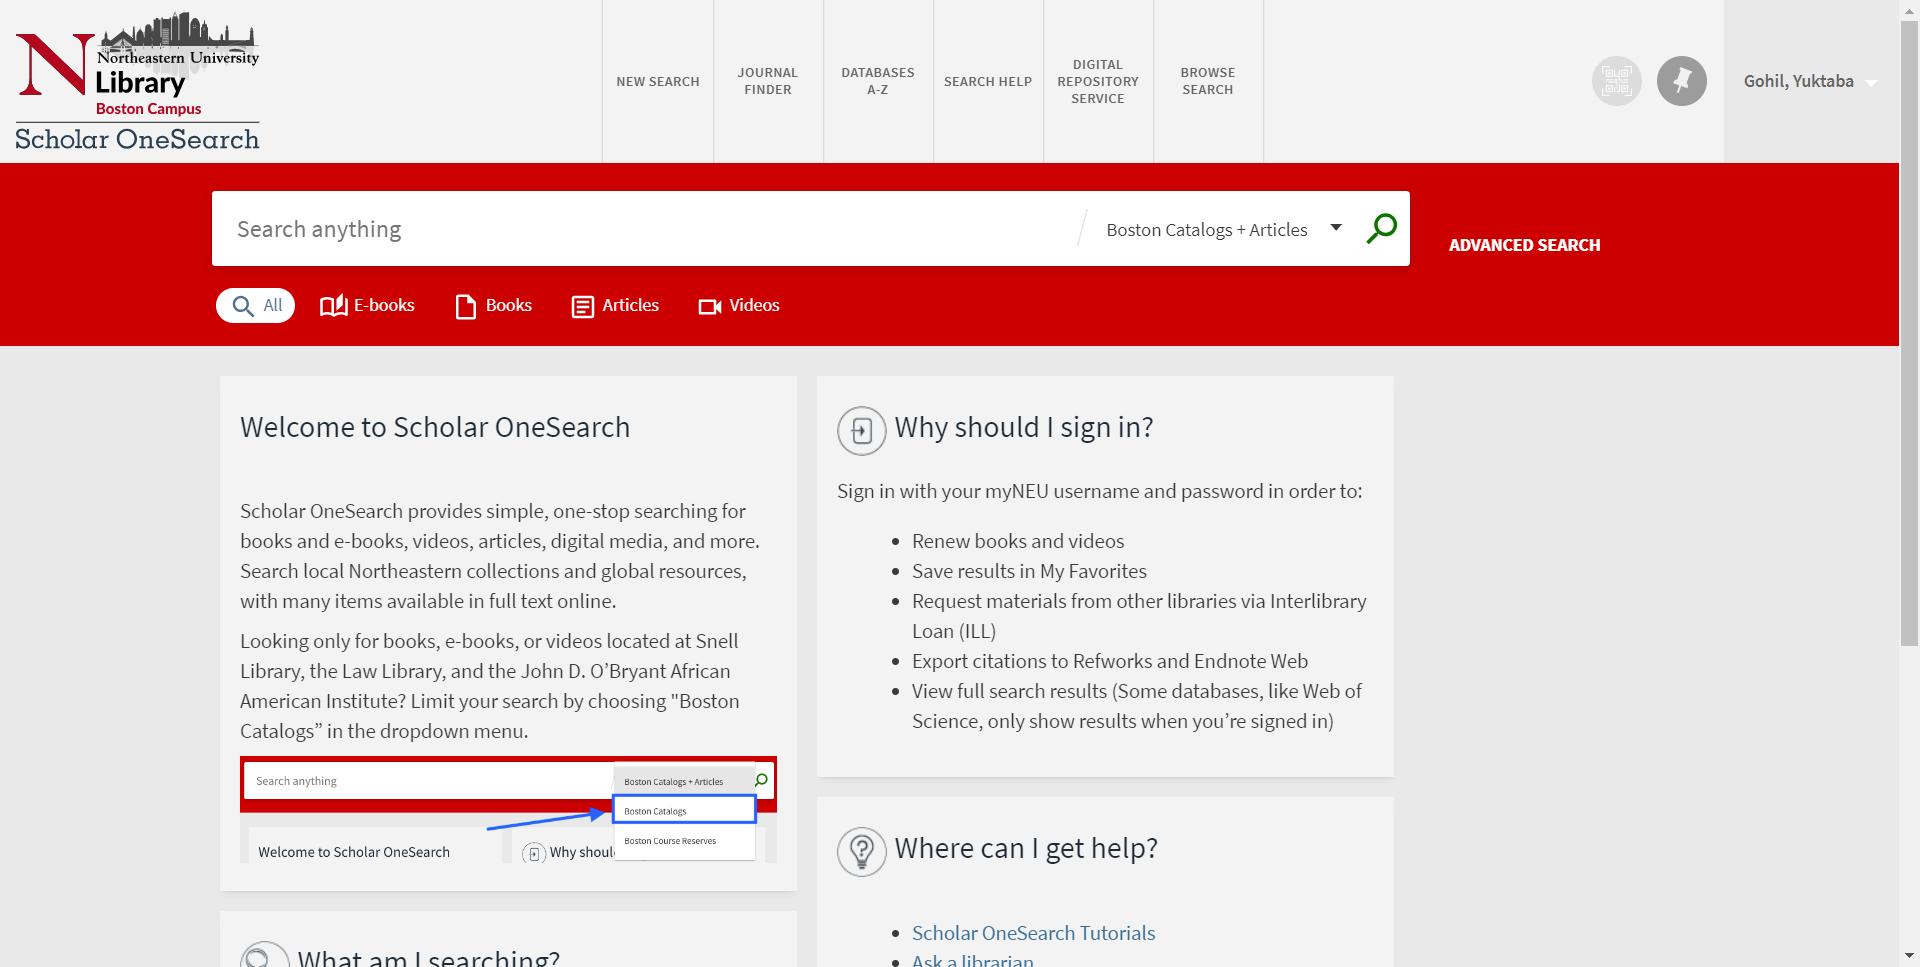 Northeastern University
Library
Boston Campus
Scholar OneSearch
NEW SEARCH
JOURNAL
FINDER
DATABASES
A-Z
SEARCH HELP
DIGITAL
REPOSITORY
SERVICE
BROWSE
SEARCH
Gohil, Yuktaba
Search anything
Boston Catalogs + Articles
ADVANCED SEARCH
All
E-books
Books
Articles
Videos
Welcome to Scholar OneSearch
Scholar OneSearch provides simple, one-stop searching for
books and e-books, videos, articles, digital media, and more.
Search local Northeastern collections and global resources,
with many items available in full text online.
Looking only for books, e-books, or videos located at Snell
Library, the Law Library, and the John D. O’Bryant African
American Institute? Limit your search by choosing "Boston
Catalogs” in the dropdown menu.
Search anything
Boston Catalogs + Articles
Boston Catalogs
Boston Course Reserves
Welcome to Scholar OneSearch
Why shoul
What am I searching?
Why should I sign in?
Sign in with your myNEU username and password in order to:
Renew books and videos
Save results in My Favorites
Request materials from other libraries via Interlibrary
Loan (ILL)
Export citations to Refworks and Endnote Web
View full search results (Some databases, like Web of
Science, only show results when you’re signed in)
Where can I get help?
Scholar OneSearch Tutorials
Ask a librarian